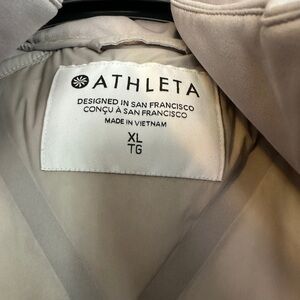 ATHLETA
DESIGNED IN SAN FRANCISCO
CONÇU À SAN FRANCISCO
MADE IN VIETNAM
XL
TG